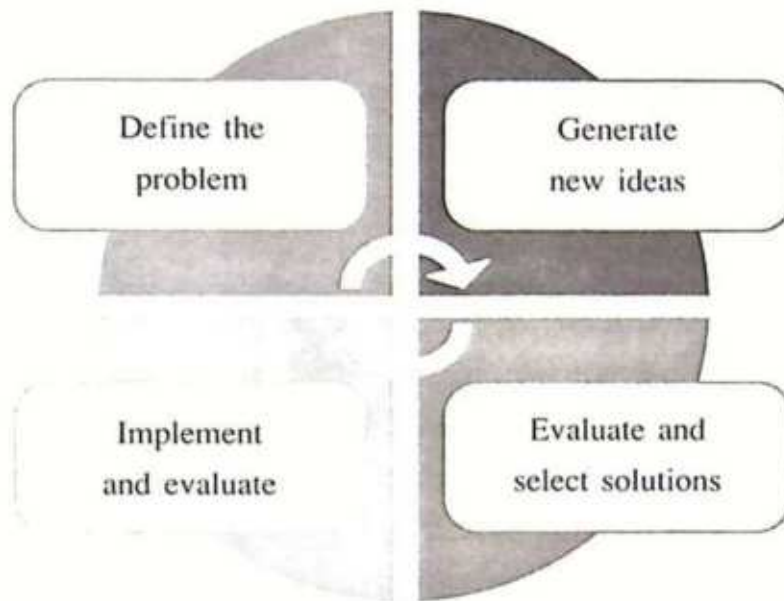 Define the
problem
Generate
new ideas
Implement
and evaluate
Evaluate and
select solutions